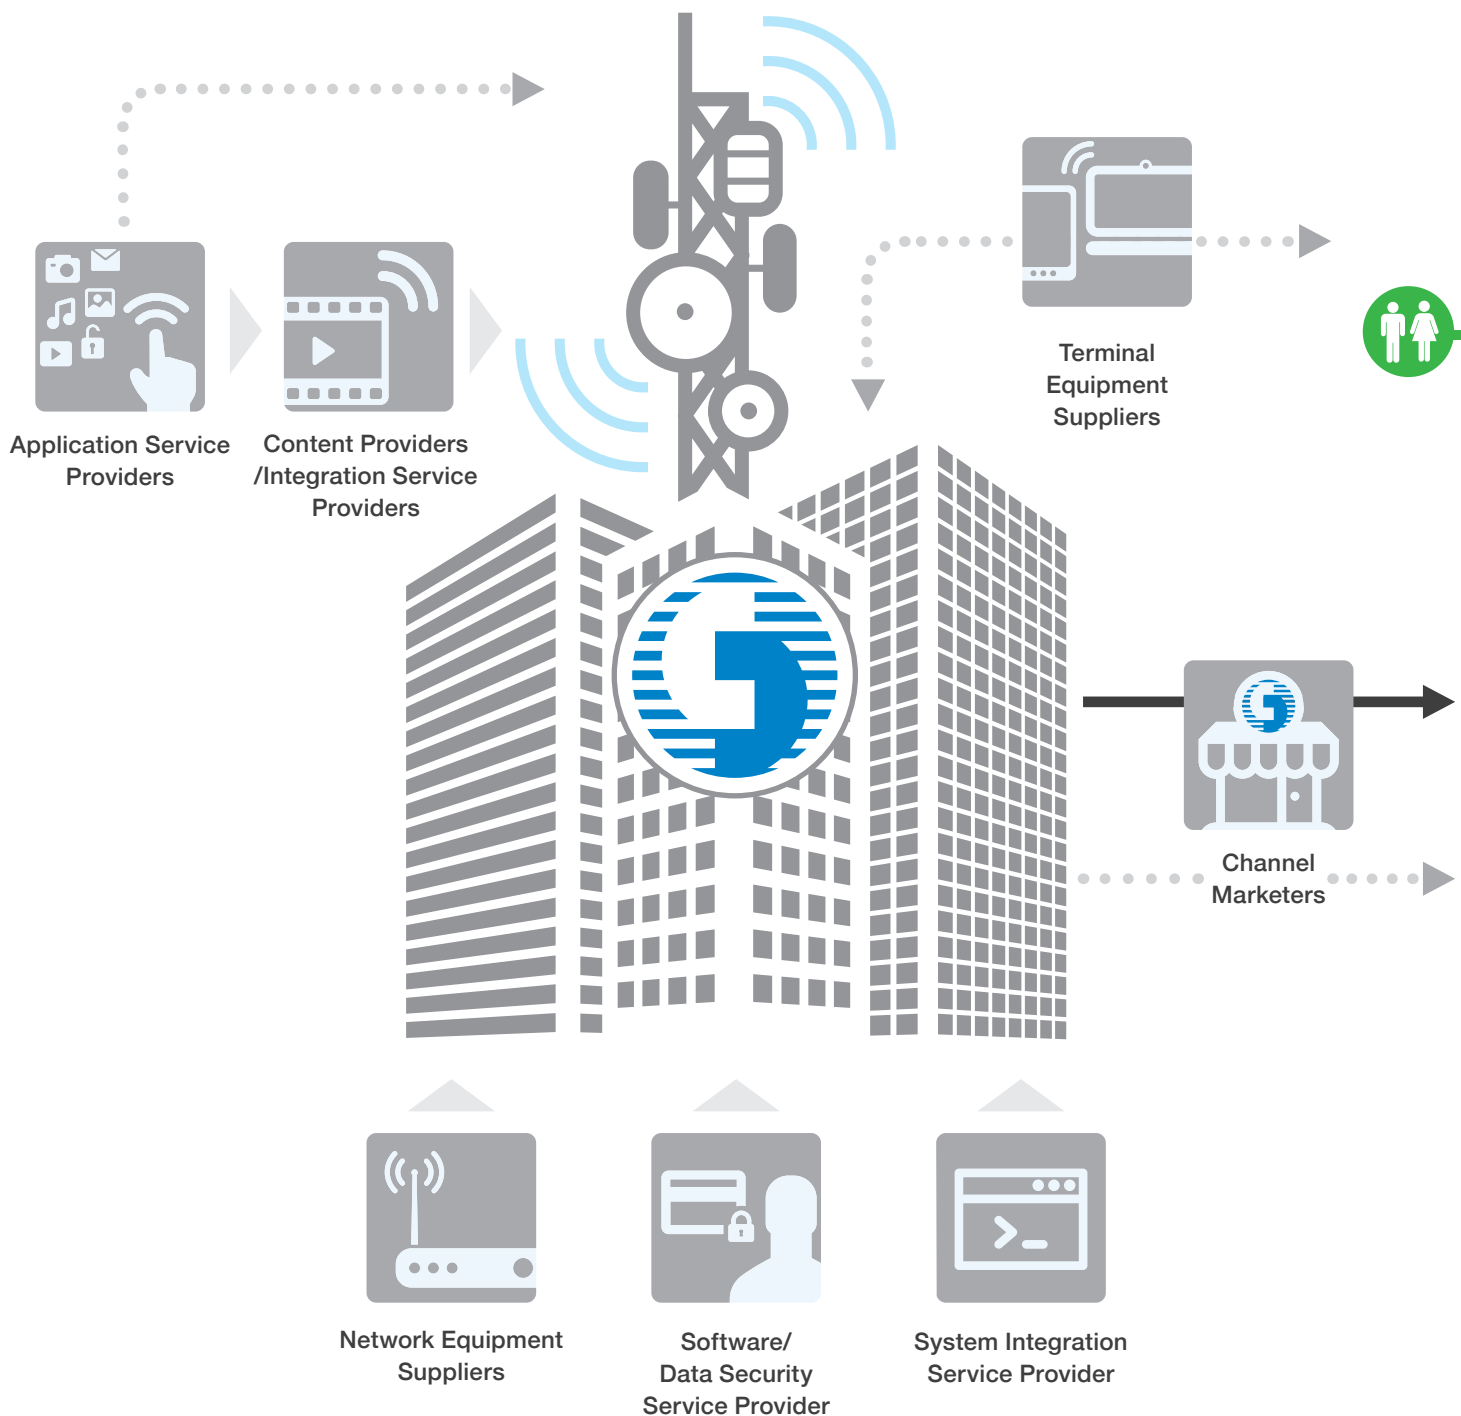 Terminal
Equipment
Suppliers
Application Service
Providers
Content Providers
/Integration Service
Providers
Channel
Marketers
Network Equipment
Suppliers
Software/
Data Security
Service Provider
System Integration
Service Provider